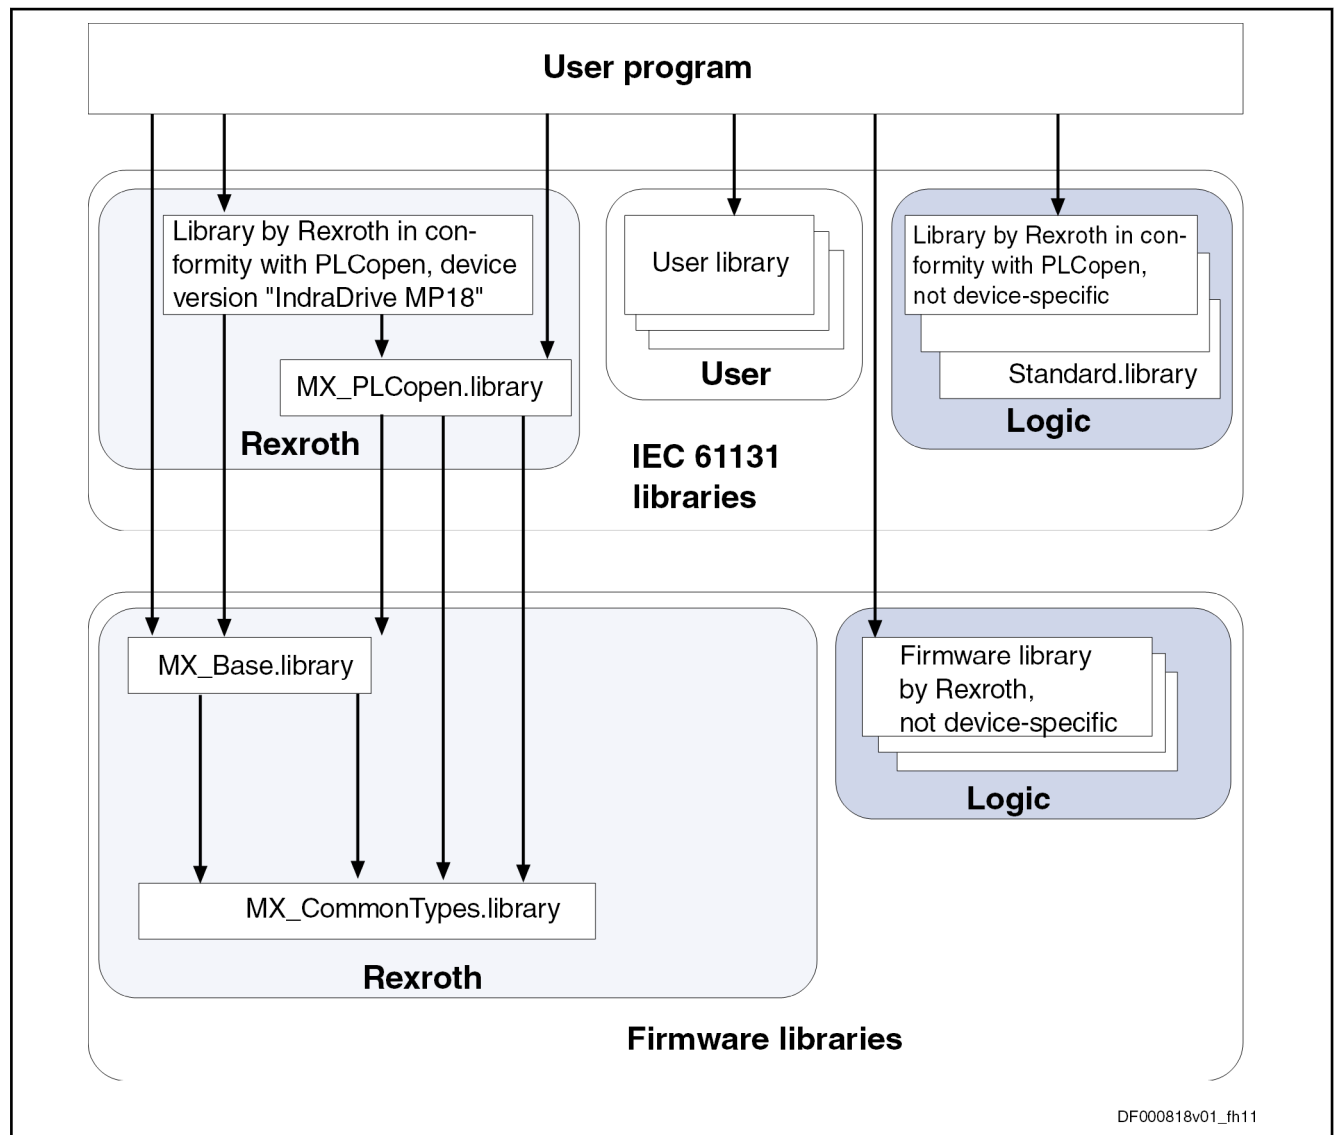 User program
Library by Rexroth in con-
formity with PLCopen, device
version "IndraDrive MP18"
MX_PLCopen.library
Rexroth
User library
User
Library by Rexroth in con-
formity with PLCopen,
not device-specific
Standard.library
Logic
IEC 61131
libraries
MX_Base.library
MX_CommonTypes.library
Rexroth
Firmware library
by Rexroth,
not device-specific
Logic
Firmware libraries
DF000818v01_fh11